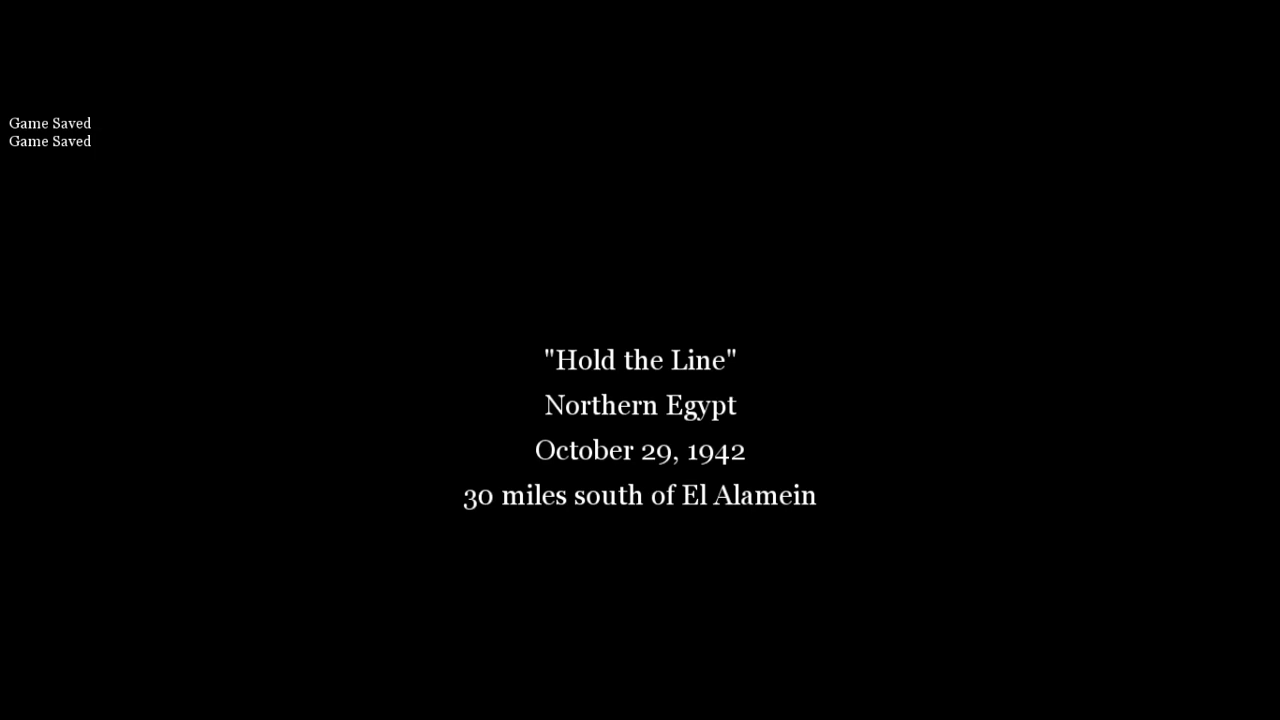 Game Saved
Game Saved
"Hold the Line"
Northern Egypt
October 29, 1942
30 miles south of El Alamein